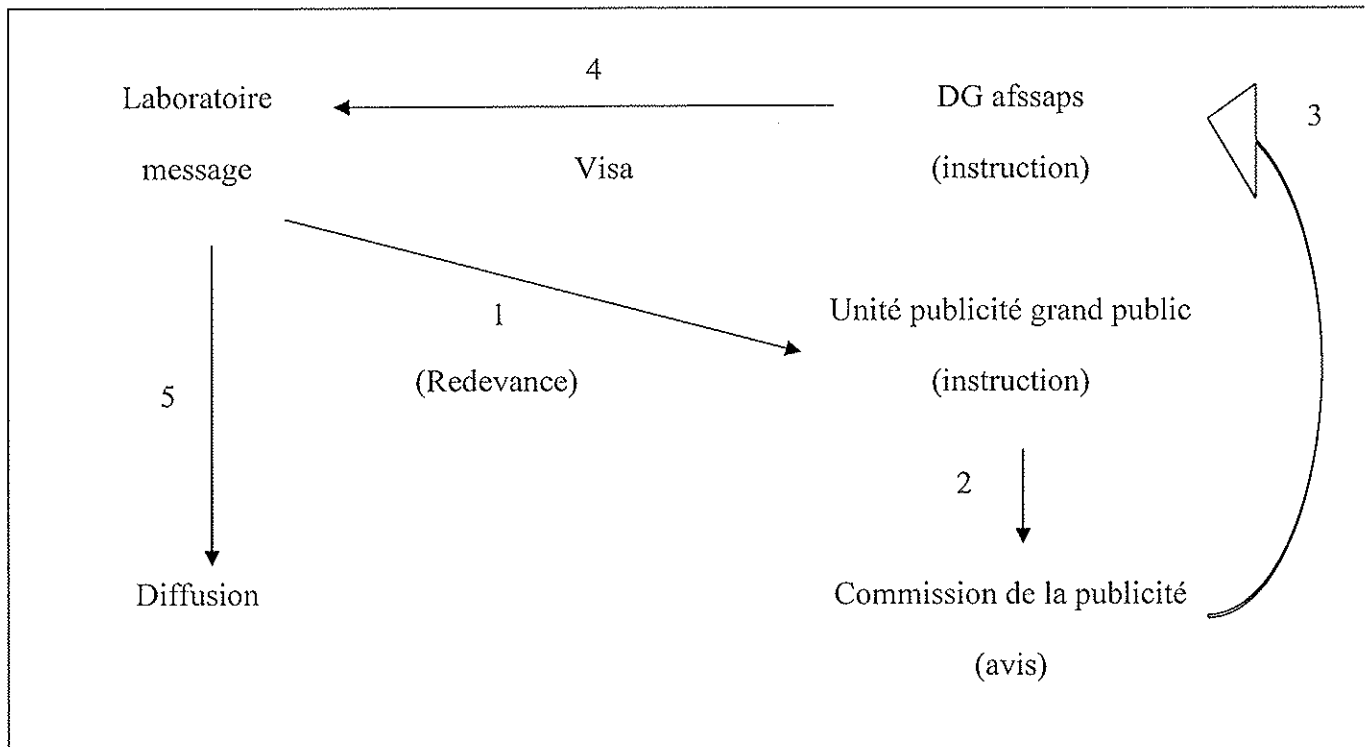 4
Laboratoire
DG afssaps
3
message
Visa
(instruction)
1
Unité publicité grand public
(Redevance)
(instruction)
5
2
Diffusion
Commission de la publicité
(avis)